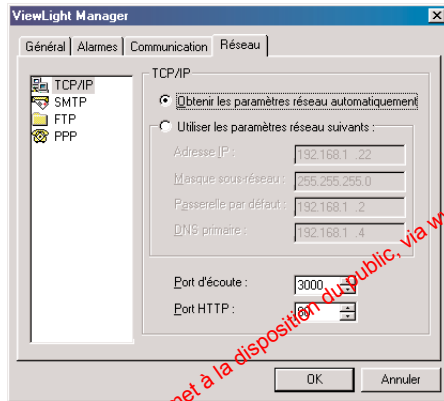 ViewLight Manager
Général Alarmes Communication Réseau
TCP/IP
SMTP
FTP
PPP
TCP/IP
Obtenir les paramètres réseau automatiquement
Utiliser les paramètres réseau suivants :
Adresse IP : 192.168.1 .22
Masque sous-réseau : 255.255.255.0
Passerelle par défaut : 192.168.1 .2
DNS primaire : 192.168.1 .4
Port d'écoute : 3000
Port HTTP : 80
OK Annuler
met à la disposition du public, via w